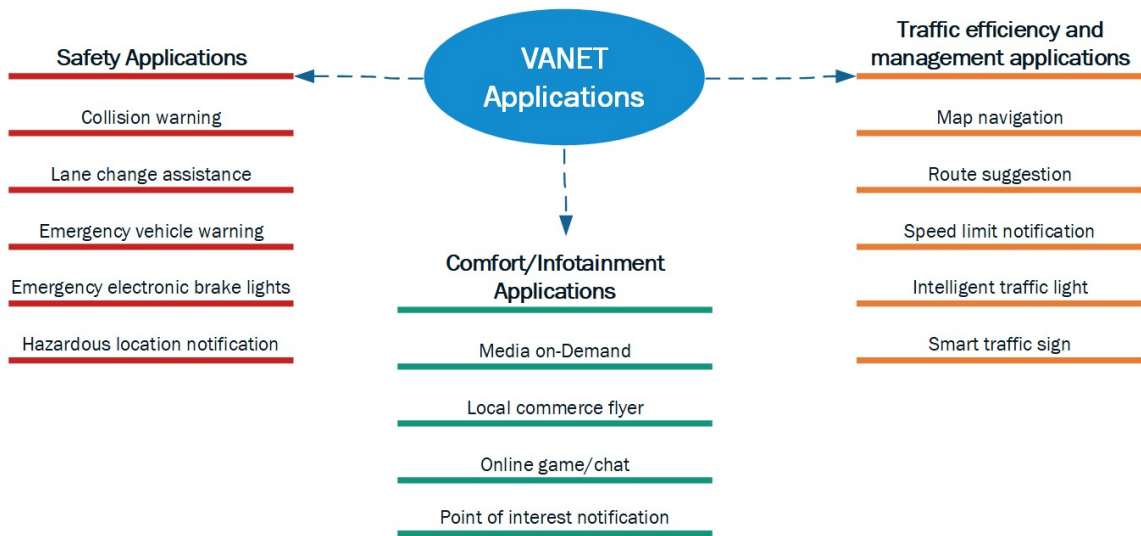 VANET
Applications
Safety Applications
Collision warning
Lane change assistance
Emergency vehicle warning
Emergency electronic brake lights
Hazardous location notification
Comfort/Infotainment
Applications
Media on-Demand
Local commerce flyer
Online game/chat
Point of interest notification
Traffic efficiency and
management applications
Map navigation
Route suggestion
Speed limit notification
Intelligent traffic light
Smart traffic sign